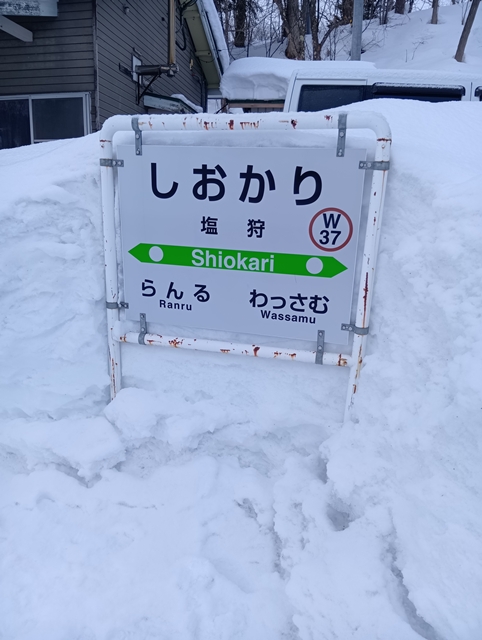 しおかり
塩狩
W
37
Shiokari
らんる
Ranru
わっさむ
Wassamu